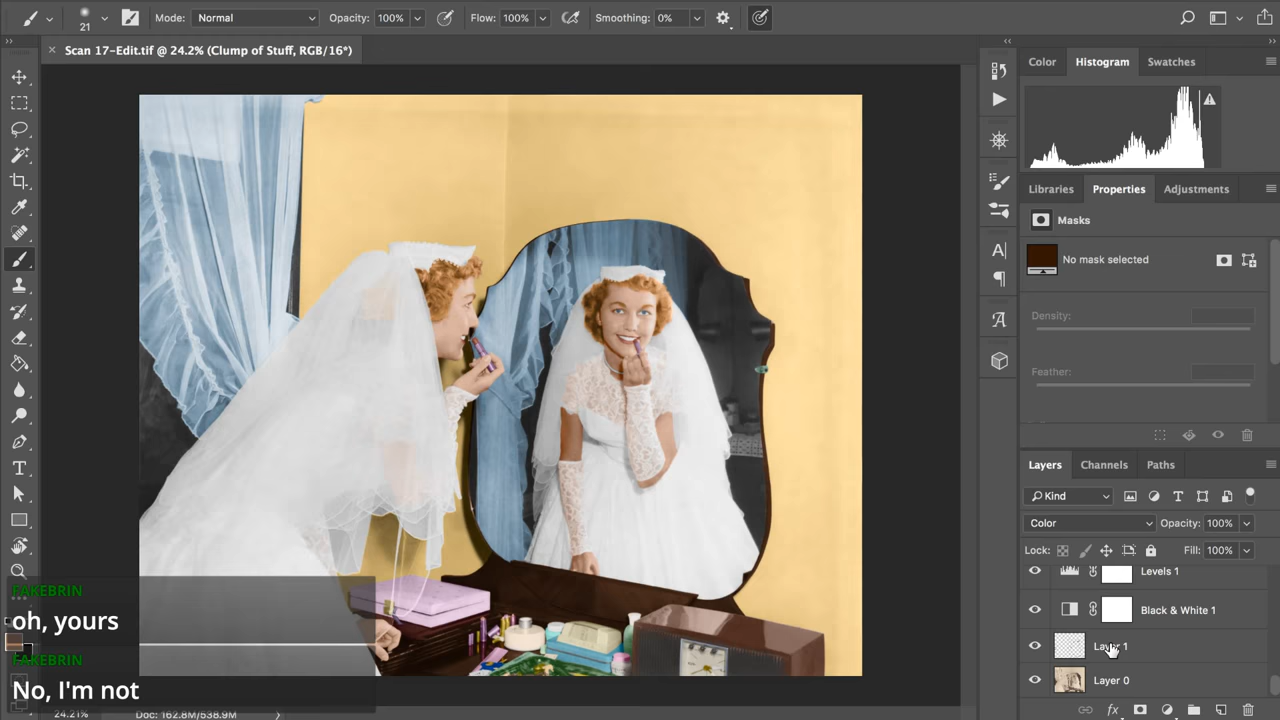 21
Mode:
Normal
Opacity:
100%
Flow:
100%
Smoothing:
0%
Scan 17-Edit.tif @ 24.2% (Clump of Stuff, RGB/16*)
Color
Histogram
Swatches
Libraries
Properties
Adjustments
Masks
No mask selected
Density:
Feather:
Layers
Channels
Paths
Kind
Color
Opacity:
100%
Lock:
Fill:
100%
Levels 1
Black & White 1
Layer 1
Layer 0
FAKEBRIN
oh, yours
FAKEBRIN
No, I'm not
24.21%
Doc: 162.8M/538.9M